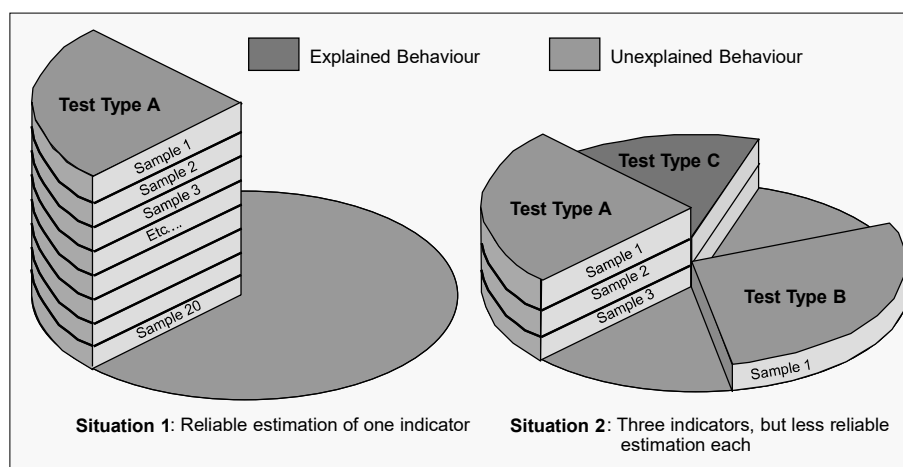 Explained Behaviour
Unexplained Behaviour
Test Type A
Sample 1
Sample 2
Sample 3
Etc....
Sample 20
Test Type C
Test Type A
Sample 1
Sample 2
Sample 3
Test Type B
Sample 1
Situation 1: Reliable estimation of one indicator
Situation 2: Three indicators, but less reliable
estimation each